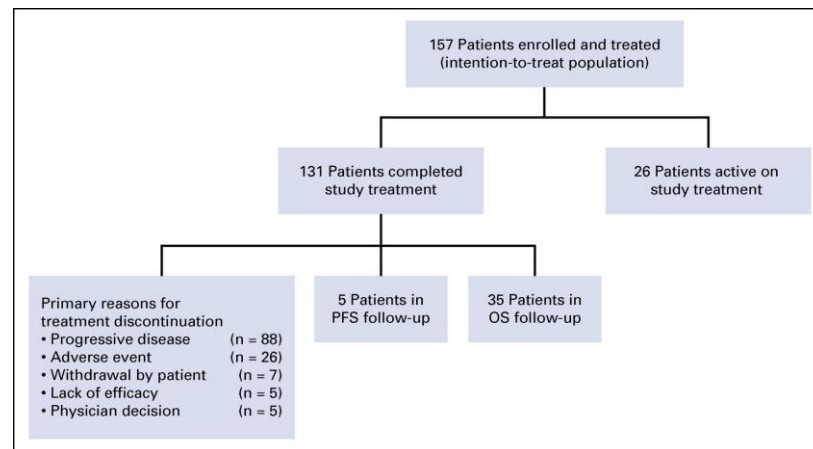 157 Patients enrolled and treated
(intention-to-treat population)
131 Patients completed
study treatment
26 Patients active on
study treatment
Primary reasons for
treatment discontinuation
• Progressive disease (n = 88)
• Adverse event (n = 26)
• Withdrawal by patient (n = 7)
• Lack of efficacy (n = 5)
• Physician decision (n = 5)
5 Patients in
PFS follow-up
35 Patients in
OS follow-up